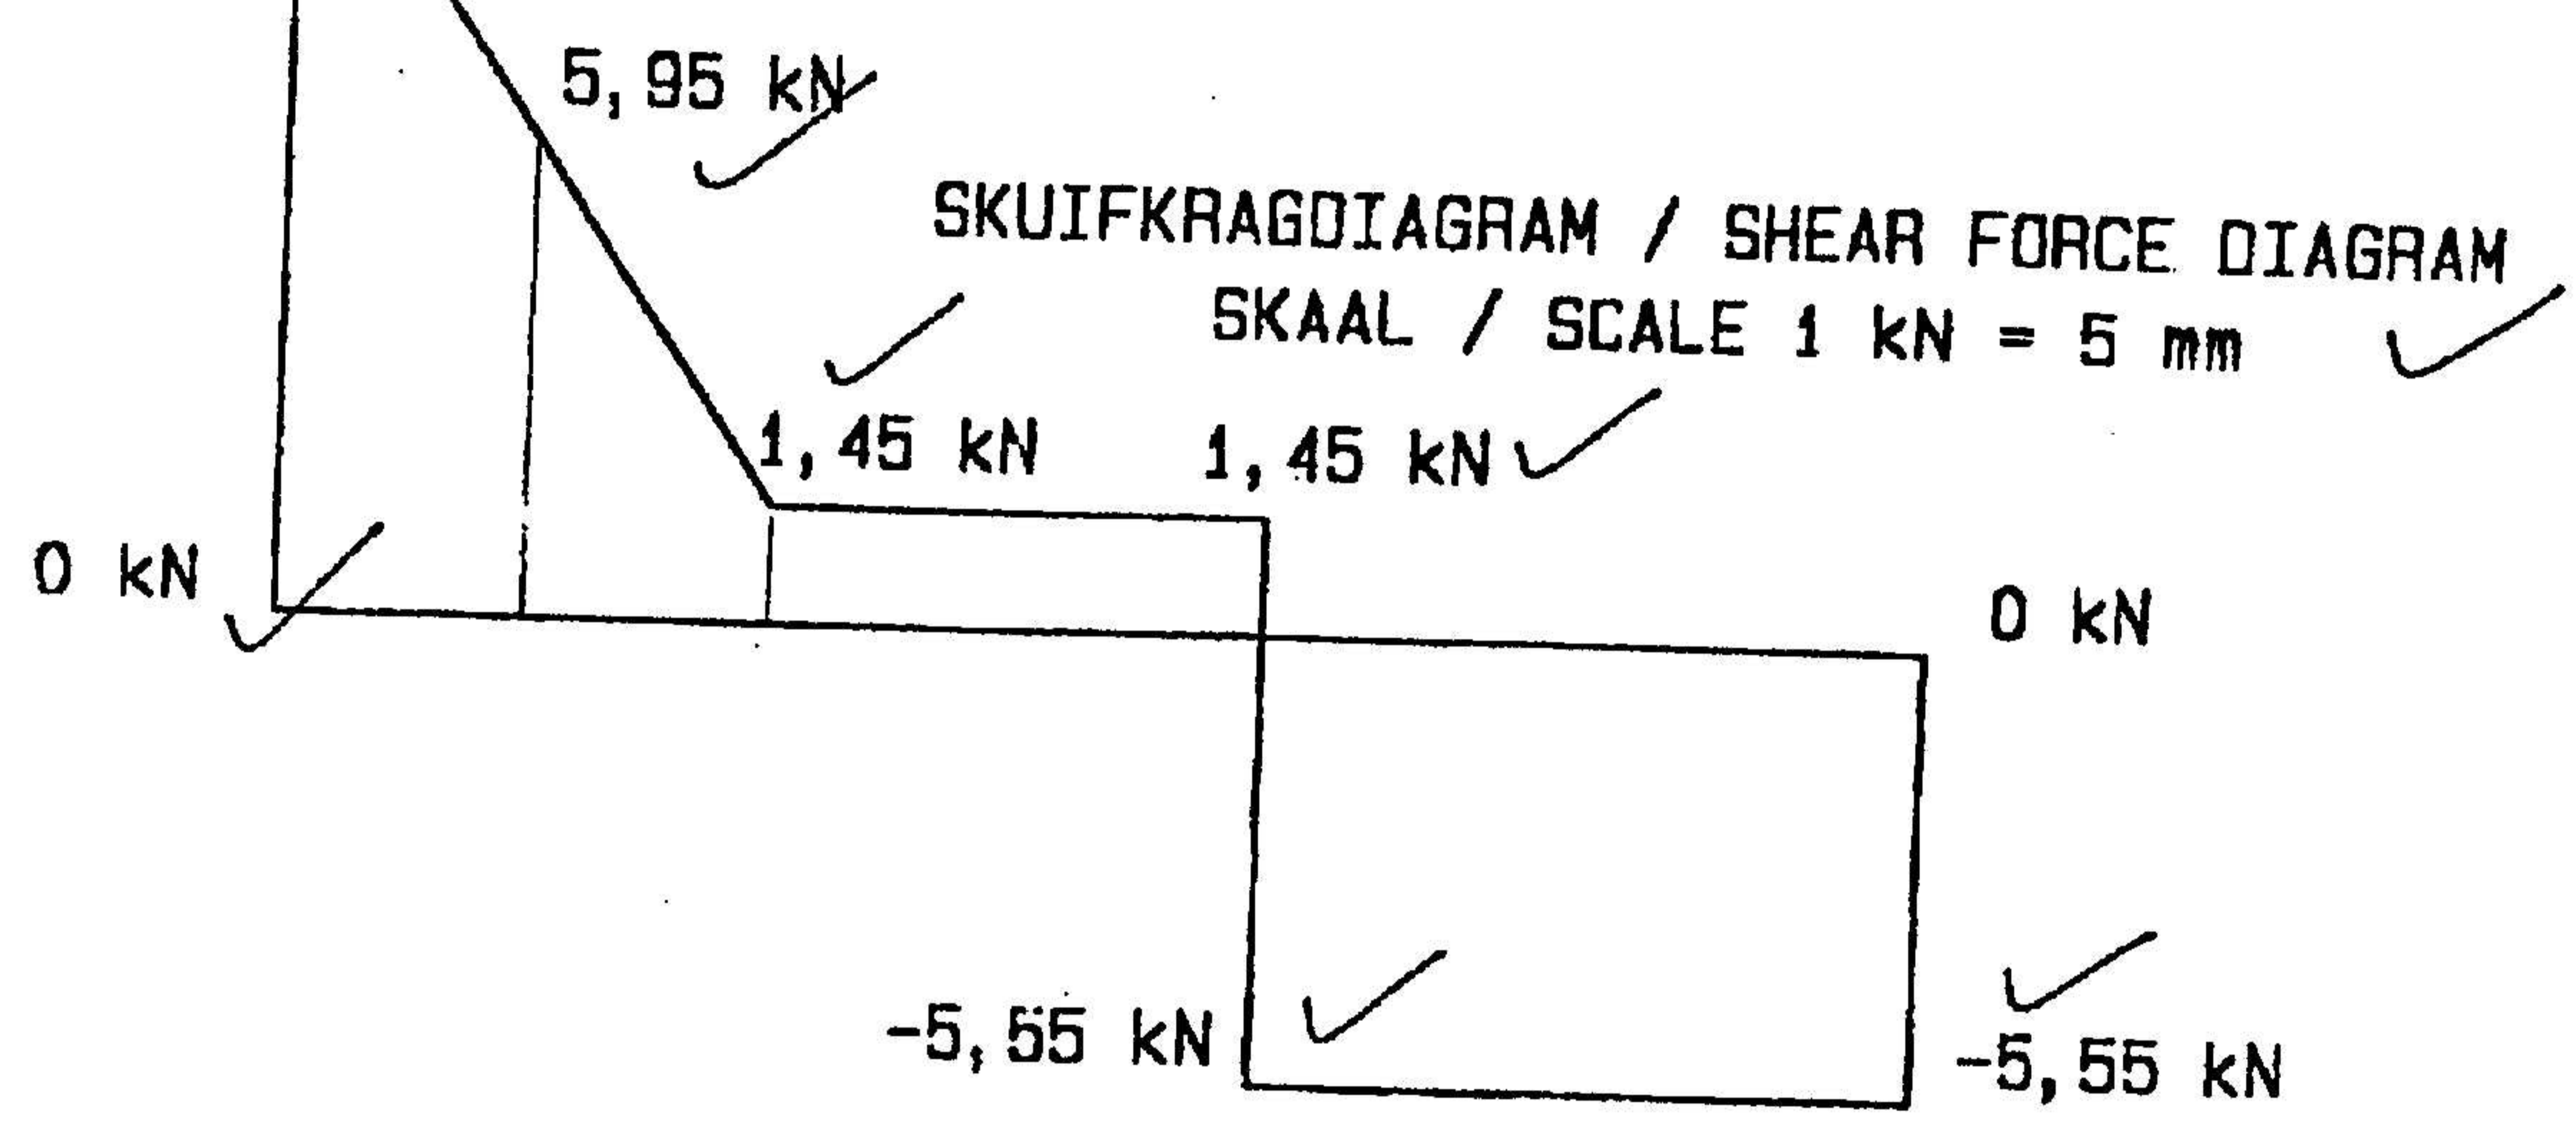 5,95 kN
SKUIFKRAGDIAGRAM / SHEAR FORCE DIAGRAM
SKAAL / SCALE 1 kN = 5 mm
1,45 kN 1,45 kN
0 kN
0 kN
-5,55 kN
-5,55 kN